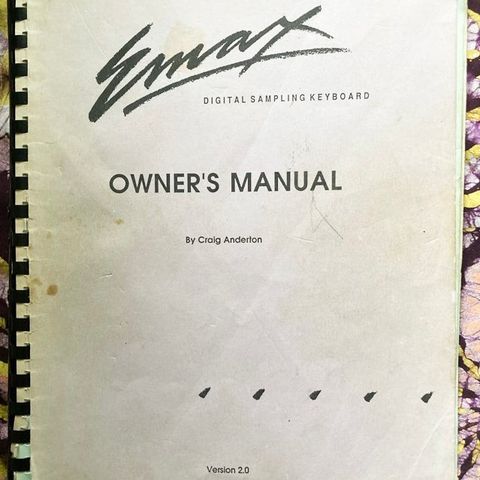 Emax
DIGITAL SAMPLING KEYBOARD
OWNER'S MANUAL
By Craig Anderton
Version 2.0